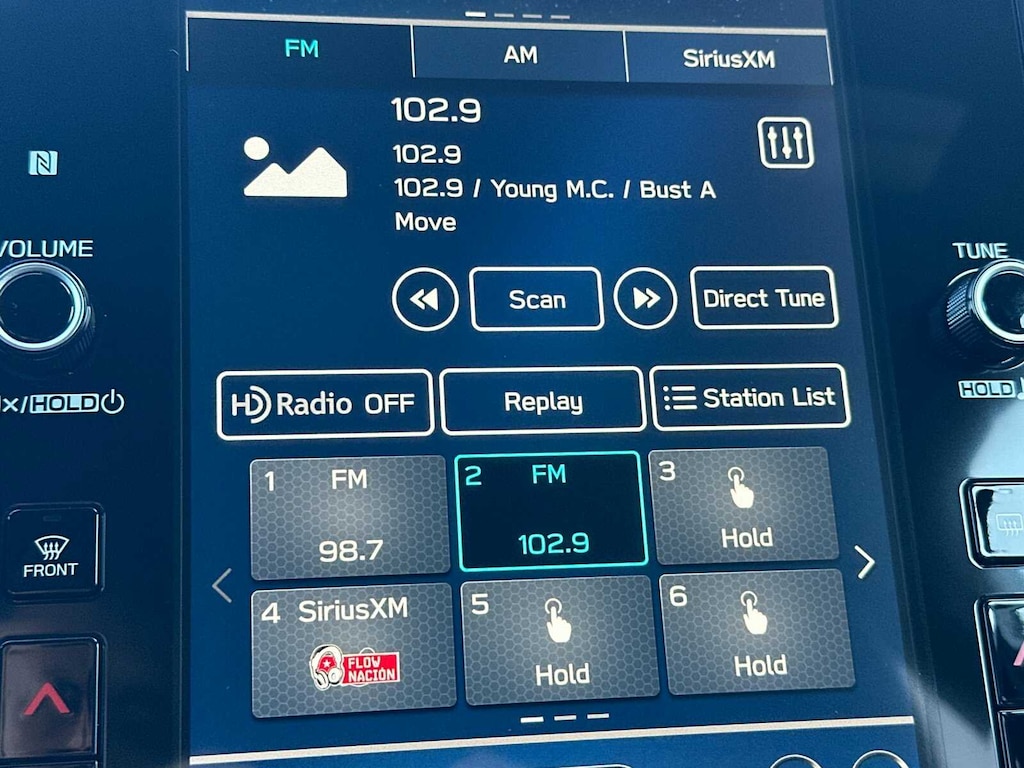 FM
AM
SiriusXM
102.9
102.9
102.9 / Young M.C. / Bust A
Move
VOLUME
TUNE
Scan
Direct Tune
HD Radio OFF
Replay
Station List
×/HOLD
HOLD
1 FM
98.7
2 FM
102.9
3
Hold
FRONT
4 SiriusXM
FLOW
NACIÓN
5
Hold
6
Hold